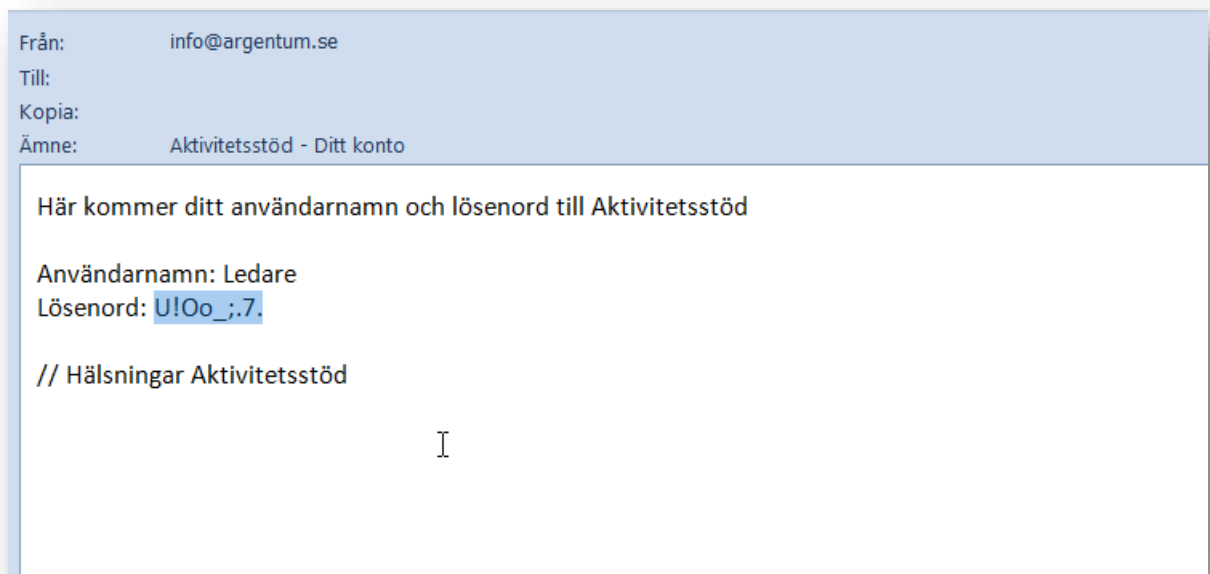 Från: info@argentum.se
Till:
Kopia:
Ämne: Aktivitetsstöd - Ditt konto
Här kommer ditt användarnamn och lösenord till Aktivitetsstöd
Användarnamn: Ledare
Lösenord: U!Oo_;.7.
// Hälsningar Aktivitetsstöd